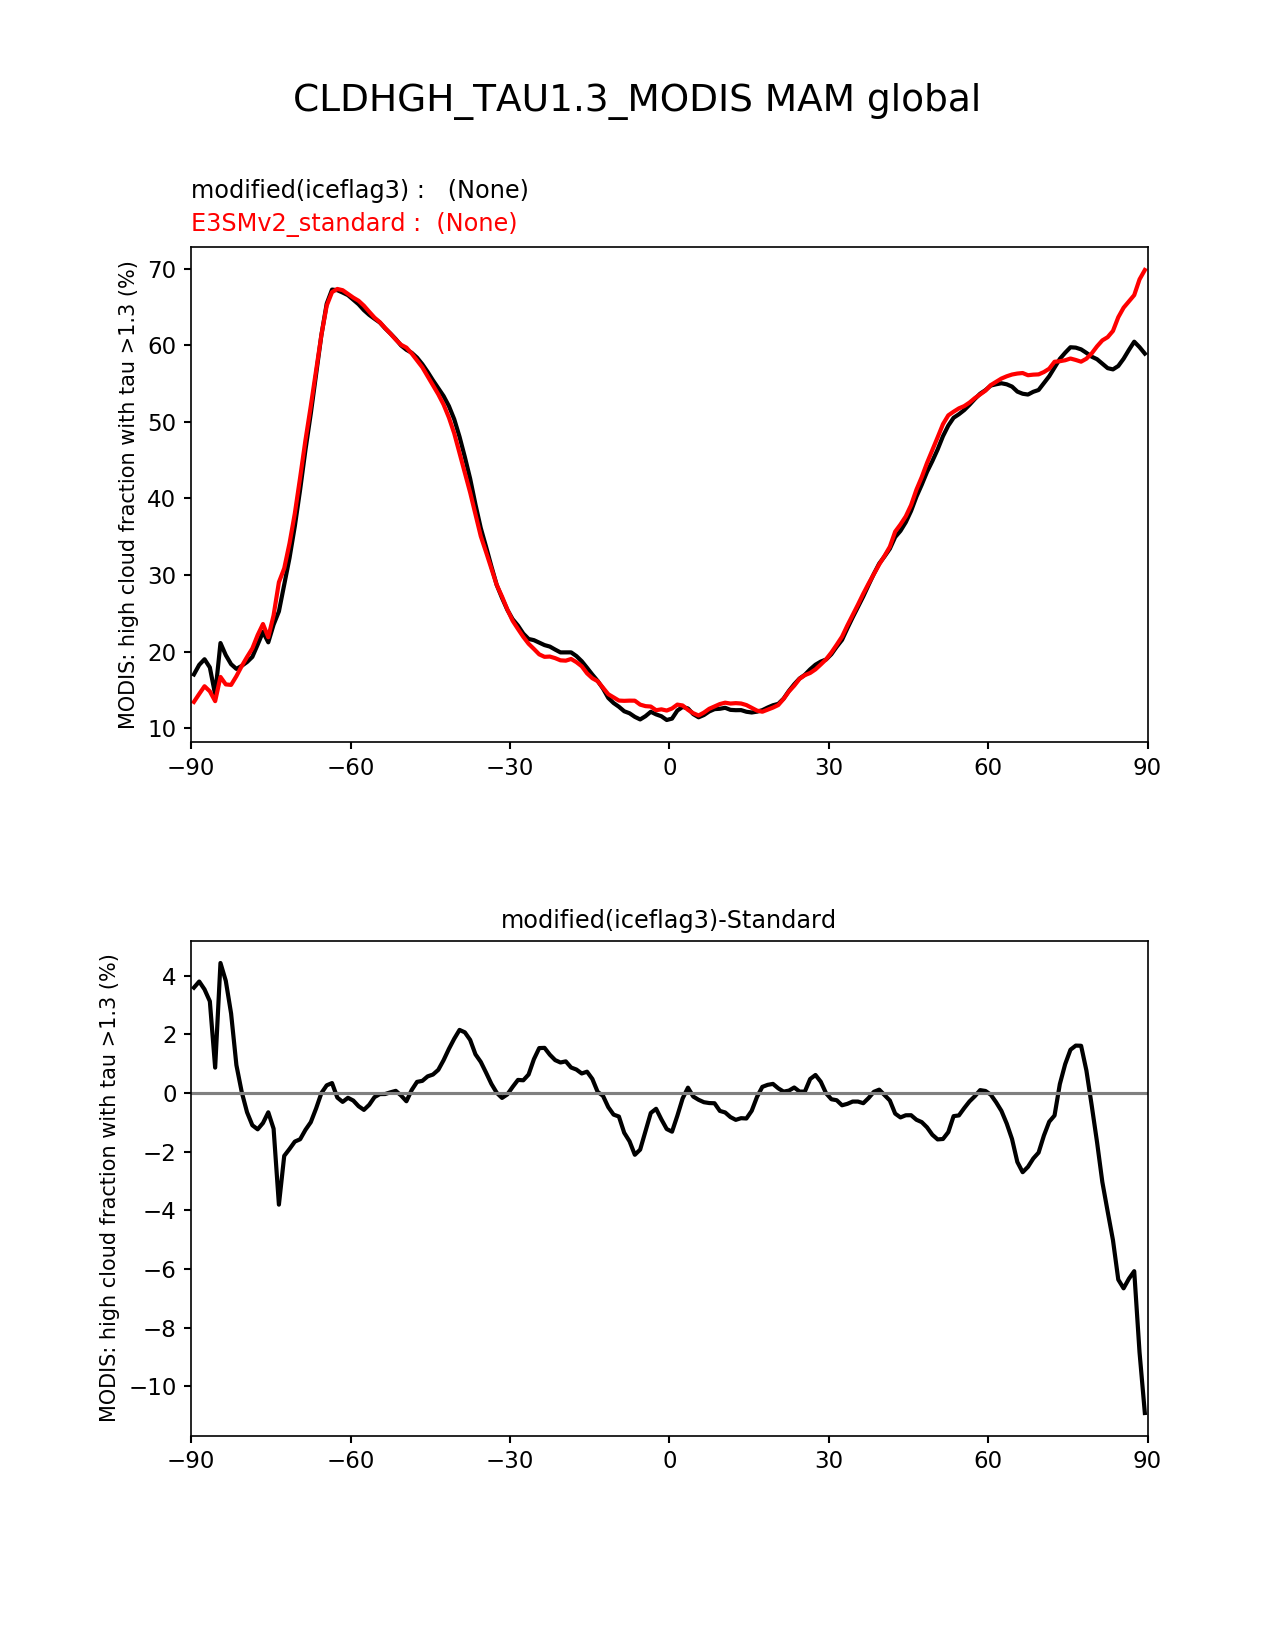 CLDHGH_TAU1.3_MODIS MAM global
modified(iceflag3) :   (None)
E3SMv2_standard :  (None)
MODIS: high cloud fraction with tau >1.3 (%)
70
60
50
40
30
20
10
−90 −60 −30 0 30 60 90
modified(iceflag3)-Standard
MODIS: high cloud fraction with tau >1.3 (%)
4
2
0
−2
−4
−6
−8
−10
−90 −60 −30 0 30 60 90